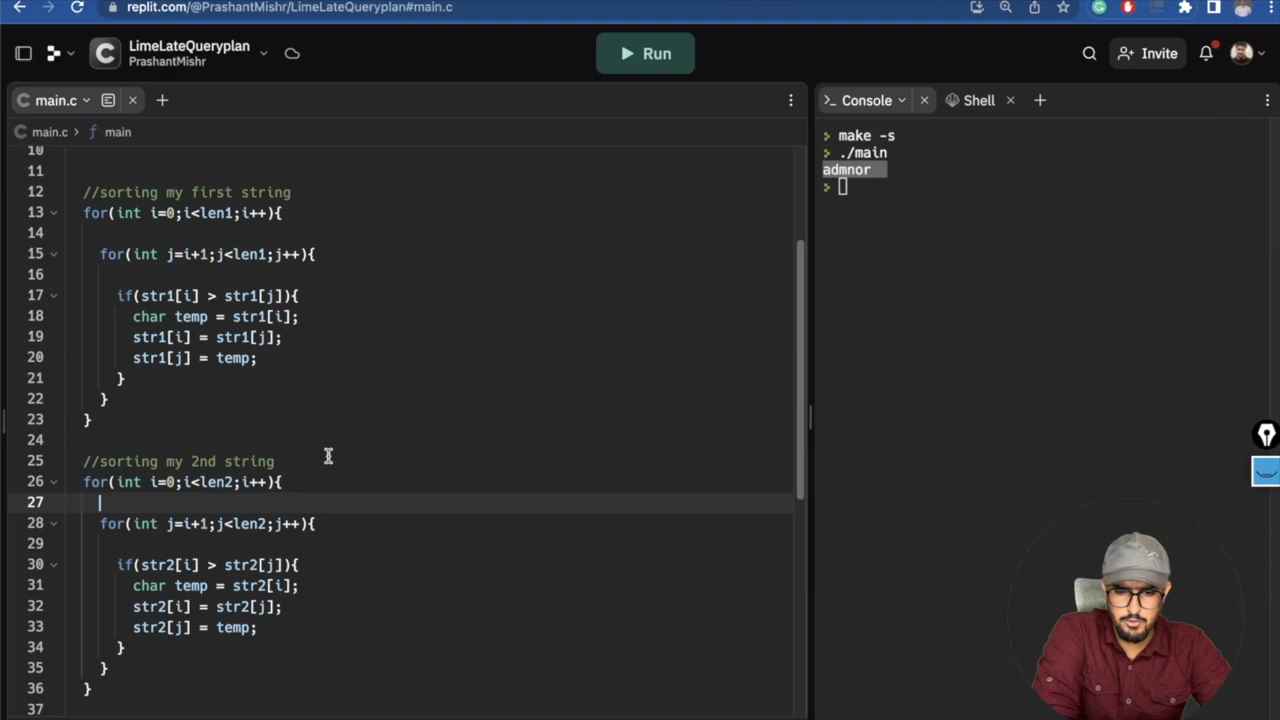 replit.com/@PrashantMishr/LimeLateQueryplan#main.c
LimeLateQueryplan
PrashantMishr
Run
Invite
main.c
main.c > main
10
11
12 //sorting my first string
13 for(int i=0;i<len1;i++){
14
15 for(int j=i+1;j<len1;j++){
16
17 if(str1[i] > str1[j]){
18 char temp = str1[i];
19 str1[i] = str1[j];
20 str1[j] = temp;
21 }
22 }
23 }
24
25 //sorting my 2nd string
26 for(int i=0;i<len2;i++){
27
28 for(int j=i+1;j<len2;j++){
29
30 if(str2[i] > str2[j]){
31 char temp = str2[i];
32 str2[i] = str2[j];
33 str2[j] = temp;
34 }
35 }
36 }
37
Console
Shell
make -s
./main
admnor